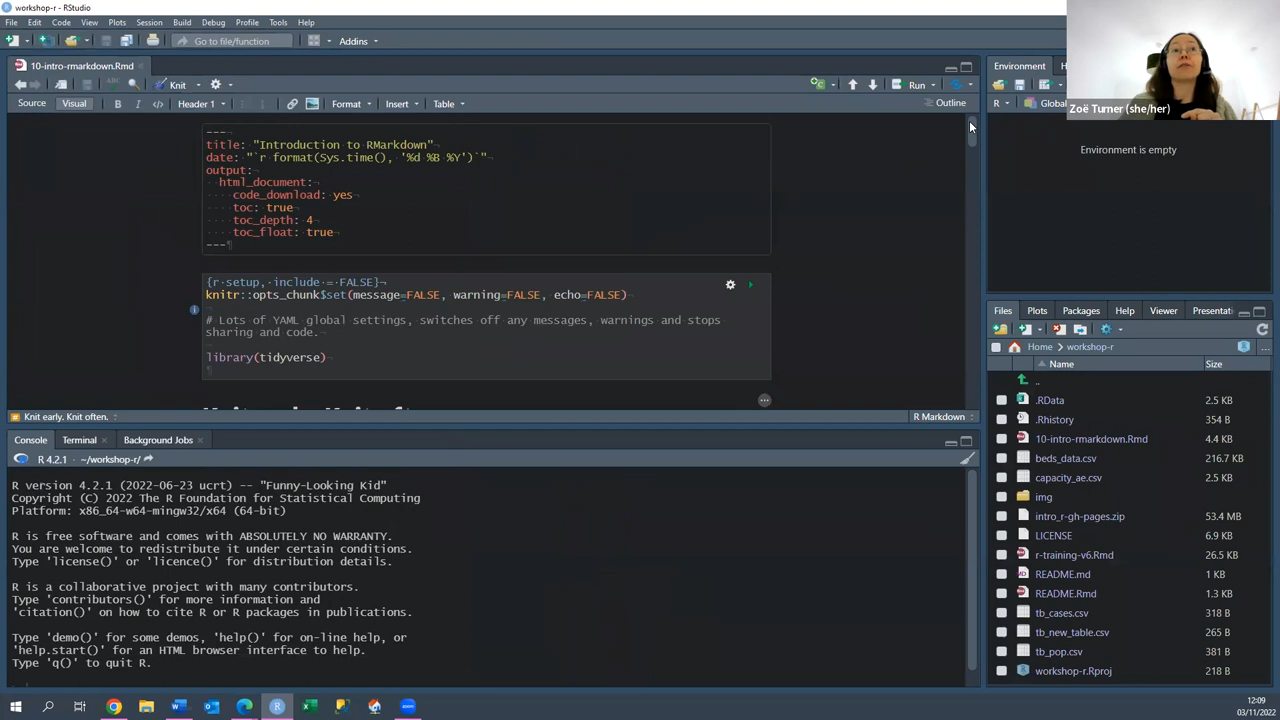 workshop-r - RStudio
File Edit Code View Plots Session Build Debug Profile Tools Help
Go to file/function
Addins
10-intro-rmarkdown.Rmd
Knit
Run
Source Visual B I </> Header 1 Format Insert Table Outline
---
title: "Introduction to RMarkdown"
date: "`r format(Sys.time(), '%d %B %Y')`"
output:
html_document:
code_download: yes
toc: true
toc_depth: 4
toc_float: true
---
{r setup, include = FALSE}
knitr::opts_chunk$set(message=FALSE, warning=FALSE, echo=FALSE)
# Lots of YAML global settings, switches off any messages, warnings and stops
sharing and code.
library(tidyverse)
Knit early. Knit often.
R Markdown
Console Terminal Background Jobs
R 4.2.1 · ~/workshop-r/
R version 4.2.1 (2022-06-23 ucrt) -- "Funny-Looking Kid"
Copyright (C) 2022 The R Foundation for Statistical Computing
Platform: x86_64-w64-mingw32/x64 (64-bit)
R is free software and comes with ABSOLUTELY NO WARRANTY.
You are welcome to redistribute it under certain conditions.
Type 'license()' or 'licence()' for distribution details.
R is a collaborative project with many contributors.
Type 'contributors()' for more information and
'citation()' on how to cite R or R packages in publications.
Type 'demo()' for some demos, 'help()' for on-line help, or
'help.start()' for an HTML browser interface to help.
Type 'q()' to quit R.
Environment
R Global
Zoë Turner (she/her)
Environment is empty
Files Plots Packages Help Viewer Presentat
Home workshop-r
Name Size
..
.RData 2.5 KB
.Rhistory 354 B
10-intro-rmarkdown.Rmd 4.4 KB
beds_data.csv 216.7 KB
capacity_ae.csv 2.5 KB
img
intro_r-gh-pages.zip 53.4 MB
LICENSE 6.9 KB
r-training-v6.Rmd 26.5 KB
README.md 1 KB
README.Rmd 1.3 KB
tb_cases.csv 318 B
tb_new_table.csv 265 B
tb_pop.csv 381 B
workshop-r.Rproj 218 B
12:09
03/11/2022